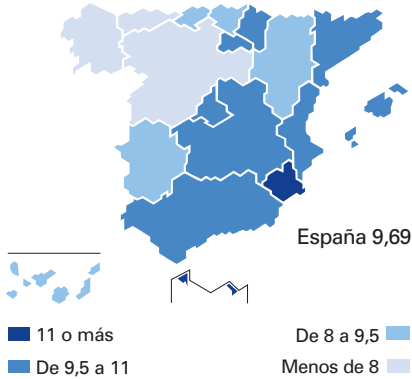 España 9,69
11 o más
De 9,5 a 11
De 8 a 9,5
Menos de 8